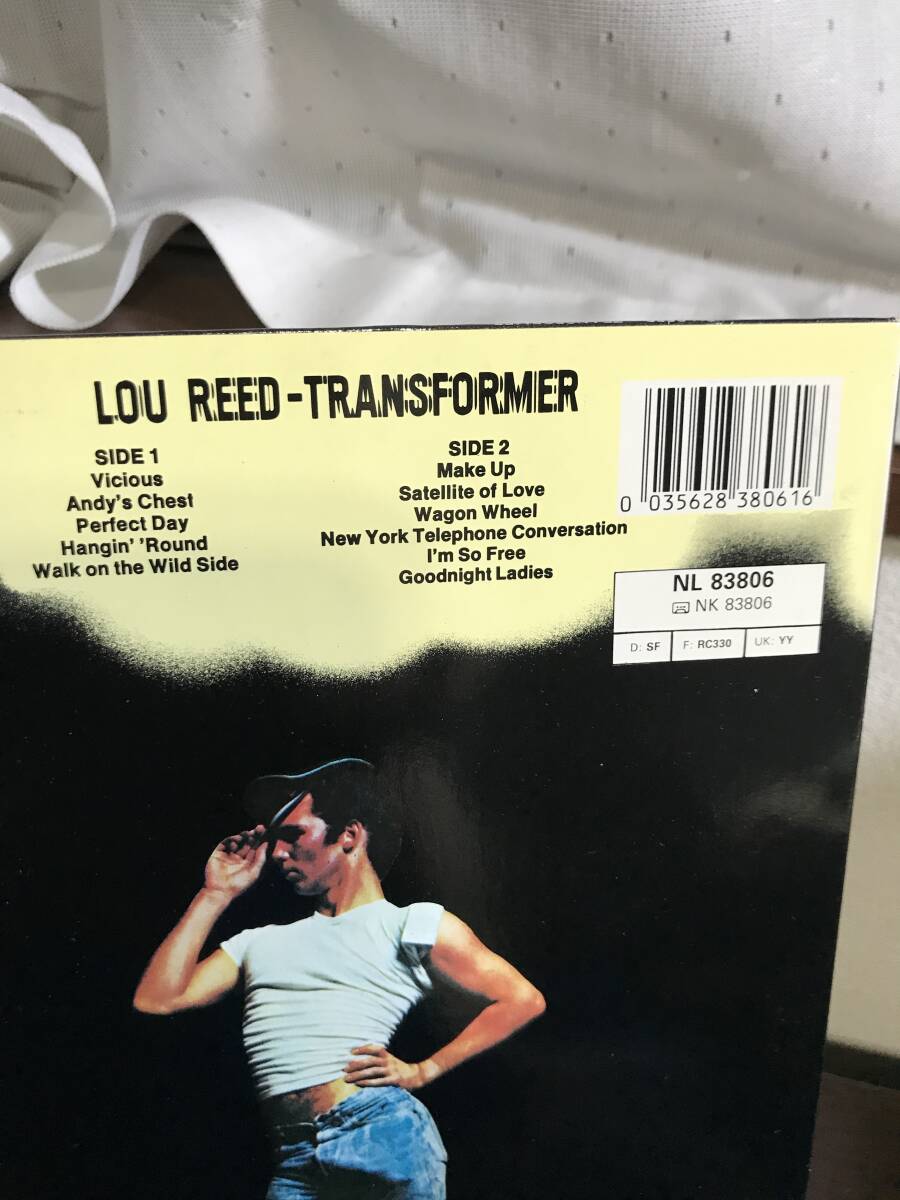 LOU REED-TRANSFORMER
SIDE 1
Vicious
Andy's Chest
Perfect Day
Hangin' 'Round
Walk on the Wild Side
SIDE 2
Make Up
Satellite of Love
Wagon Wheel
New York Telephone Conversation
I'm So Free
Goodnight Ladies
0 035628 380616
NL 83806
NK 83806
D: SF F: RC330 UK: YY